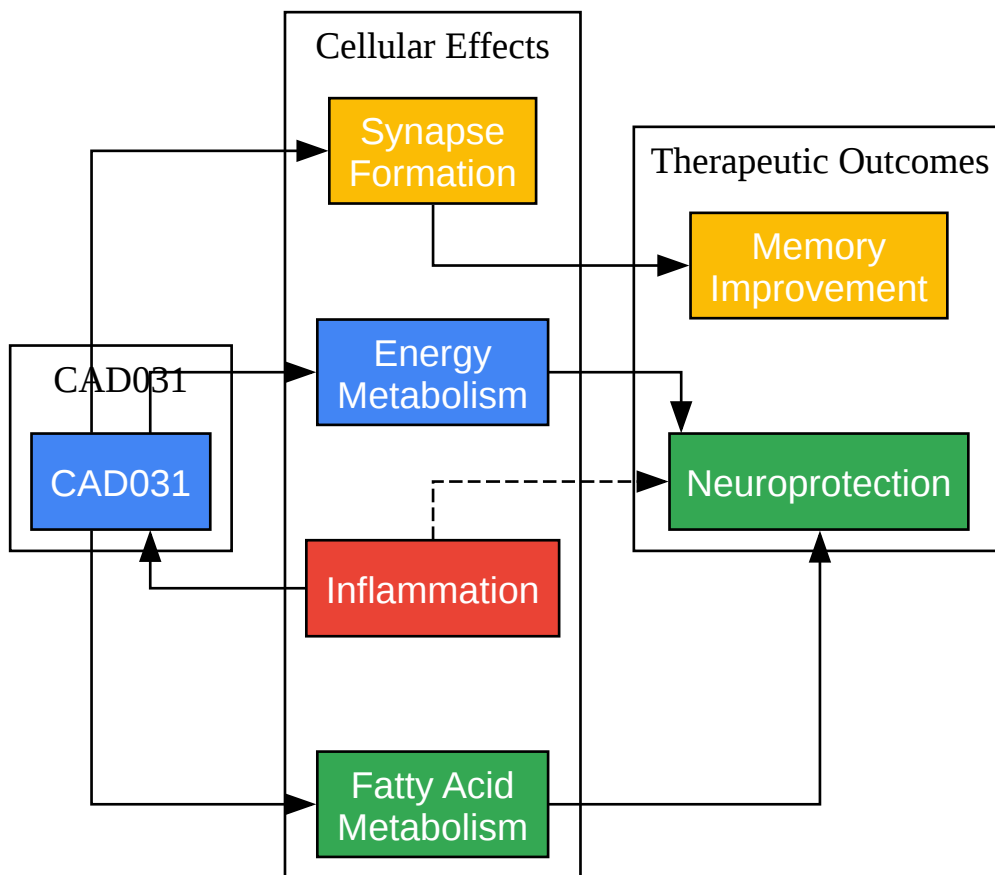 Cellular Effects
Synapse
Formation
Therapeutic Outcomes
Memory
Improvement
Energy
Metabolism
CAD031
CAD031
Neuroprotection
Inflammation
Fatty Acid
Metabolism